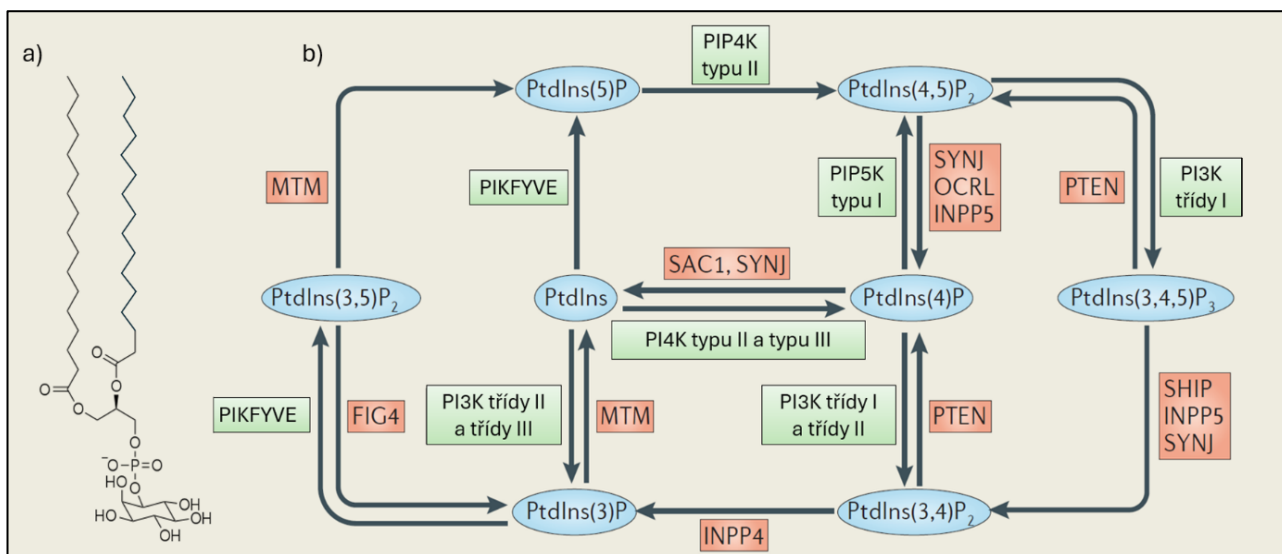 a)
b)
PIP4K
typu II
PtdIns(5)P
PtdIns(4,5)P2
MTM
PIKFYVE
PIP5K
typu I
SYNJ
OCRL
INPP5
PTEN
PI3K
třídy I
SAC1, SYNJ
PtdIns(3,5)P2
PtdIns
PtdIns(4)P
PtdIns(3,4,5)P3
PI4K typu II a typu III
PIKFYVE
FIG4
PI3K třídy II
a třídy III
MTM
PI3K třídy I
a třídy II
PTEN
SHIP
INPP5
SYNJ
PtdIns(3)P
INPP4
PtdIns(3,4)P2
O
O
O
O
O
-O-P=O
O
HO
OH
HO
OH
OH